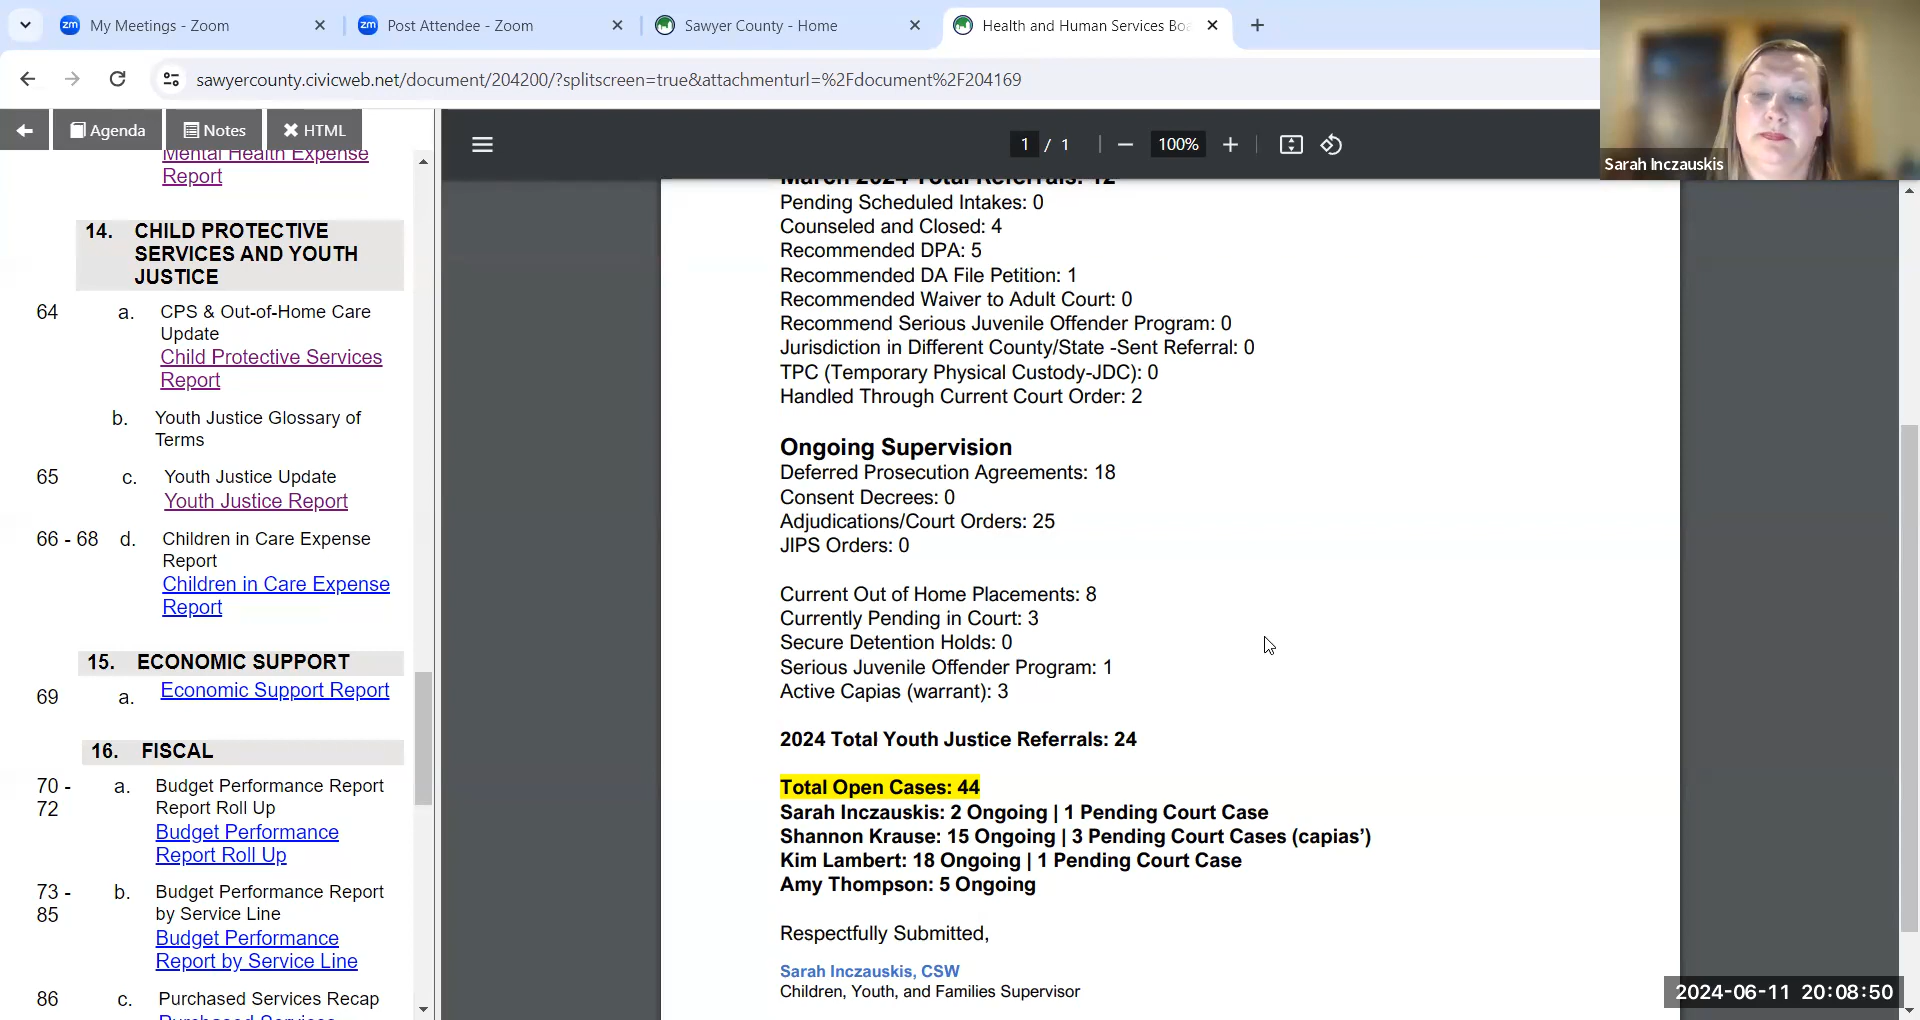 zm My Meetings - Zoom
zm Post Attendee - Zoom
Sawyer County - Home
Health and Human Services Boa
sawyercounty.civicweb.net/document/204200/?splitscreen=true&attachmenturl=%2Fdocument%2F204169
Agenda
Notes
HTML
1 / 1
100%
Sarah Inczauskis
Mental Health Expense
Report
14. CHILD PROTECTIVE
SERVICES AND YOUTH
JUSTICE
64 a. CPS & Out-of-Home Care
Update
Child Protective Services
Report
b. Youth Justice Glossary of
Terms
65 c. Youth Justice Update
Youth Justice Report
66 - 68 d. Children in Care Expense
Report
Children in Care Expense
Report
15. ECONOMIC SUPPORT
69 a. Economic Support Report
16. FISCAL
70 - a. Budget Performance Report
72 Report Roll Up
Budget Performance
Report Roll Up
73 - b. Budget Performance Report
85 by Service Line
Budget Performance
Report by Service Line
86 c. Purchased Services Recap
Purchased Services
March 2024 Total Referrals: 12
Pending Scheduled Intakes: 0
Counseled and Closed: 4
Recommended DPA: 5
Recommended DA File Petition: 1
Recommended Waiver to Adult Court: 0
Recommend Serious Juvenile Offender Program: 0
Jurisdiction in Different County/State -Sent Referral: 0
TPC (Temporary Physical Custody-JDC): 0
Handled Through Current Court Order: 2
Ongoing Supervision
Deferred Prosecution Agreements: 18
Consent Decrees: 0
Adjudications/Court Orders: 25
JIPS Orders: 0
Current Out of Home Placements: 8
Currently Pending in Court: 3
Secure Detention Holds: 0
Serious Juvenile Offender Program: 1
Active Capias (warrant): 3
2024 Total Youth Justice Referrals: 24
Total Open Cases: 44
Sarah Inczauskis: 2 Ongoing | 1 Pending Court Case
Shannon Krause: 15 Ongoing | 3 Pending Court Cases (capias’)
Kim Lambert: 18 Ongoing | 1 Pending Court Case
Amy Thompson: 5 Ongoing
Respectfully Submitted,
Sarah Inczauskis, CSW
Children, Youth, and Families Supervisor
2024-06-11 20:08:50